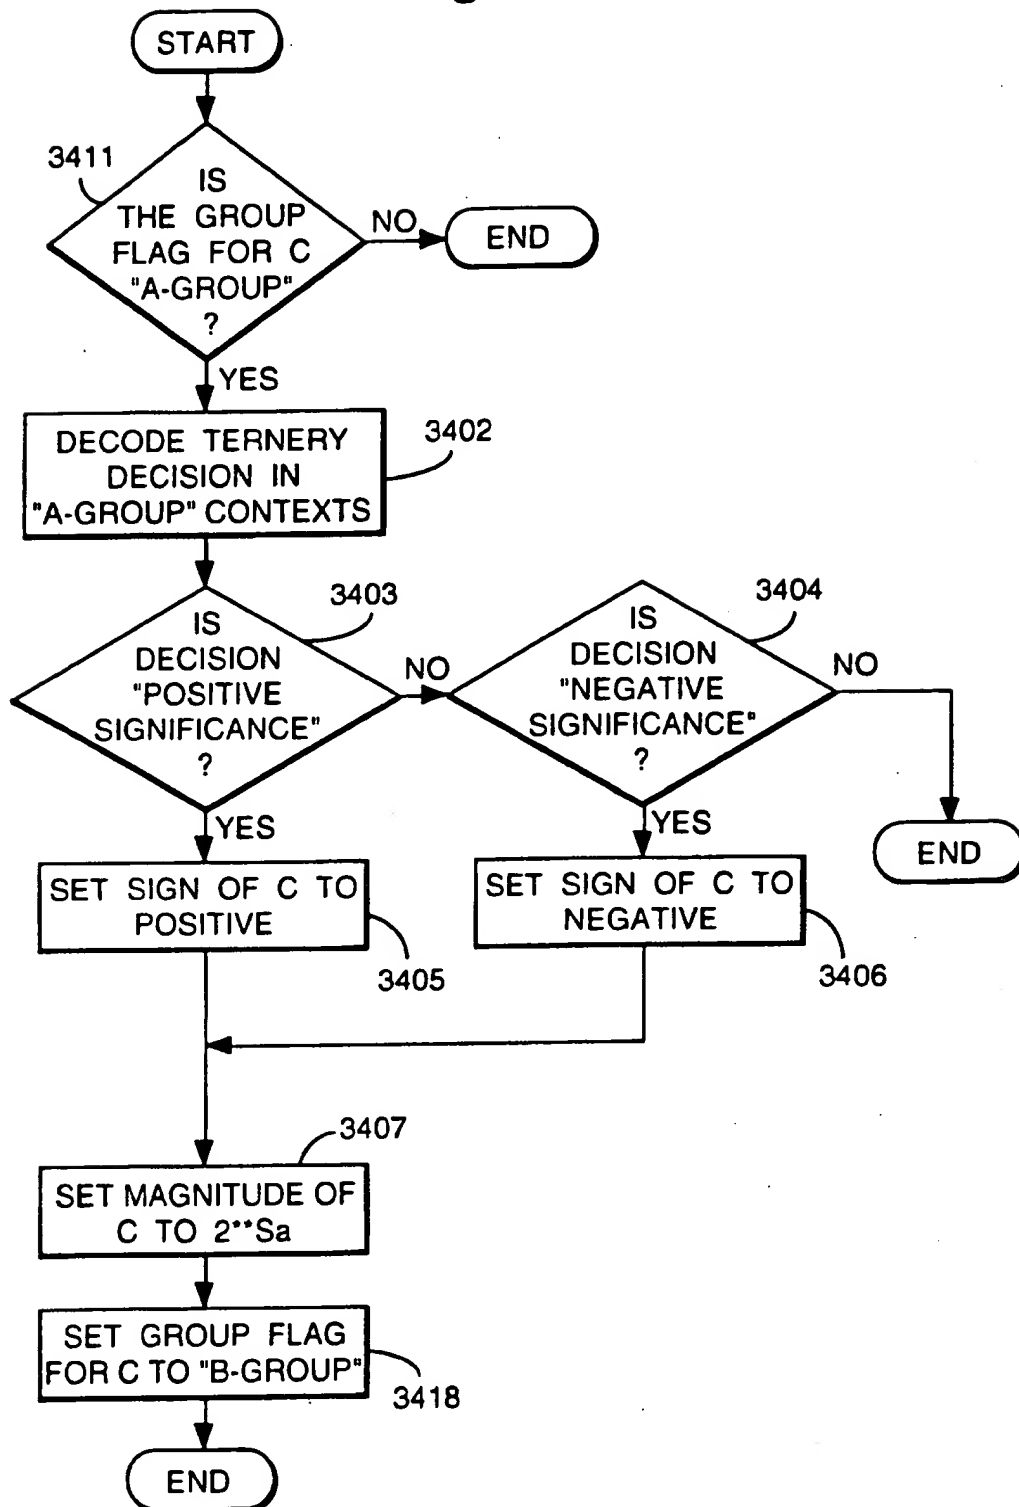 START
3411
IS
THE GROUP
FLAG FOR C
"A-GROUP"
?
NO
END
YES
DECODE TERNERY
DECISION IN
"A-GROUP" CONTEXTS
3402
IS
DECISION
"POSITIVE
SIGNIFICANCE"
?
3403
NO
IS
DECISION
"NEGATIVE
SIGNIFICANCE"
?
3404
NO
END
YES
YES
SET SIGN OF C TO
POSITIVE
3405
SET SIGN OF C TO
NEGATIVE
3406
3407
SET MAGNITUDE OF
C TO 2**Sa
SET GROUP FLAG
FOR C TO "B-GROUP"
3418
END